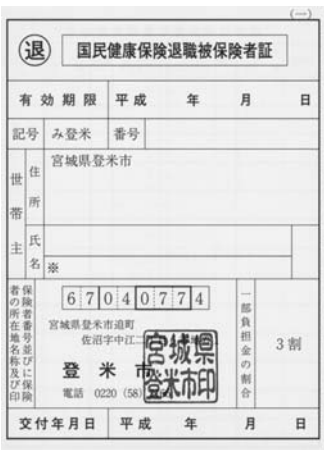 (一)
退 国民健康保険退職被保険者証
有効期限 平成 年 月 日
記号 み登米 番号
世帯主
住所
宮城県登米市
氏名
※
保険者番号並びに保険者の所在地名称及び印
67040774
宮城県登米市迫町
佐沼字中江二
登米市
電話 0220(58)
宮城県登米市印
一部負担金の割合
3割
交付年月日 平成 年 月 日